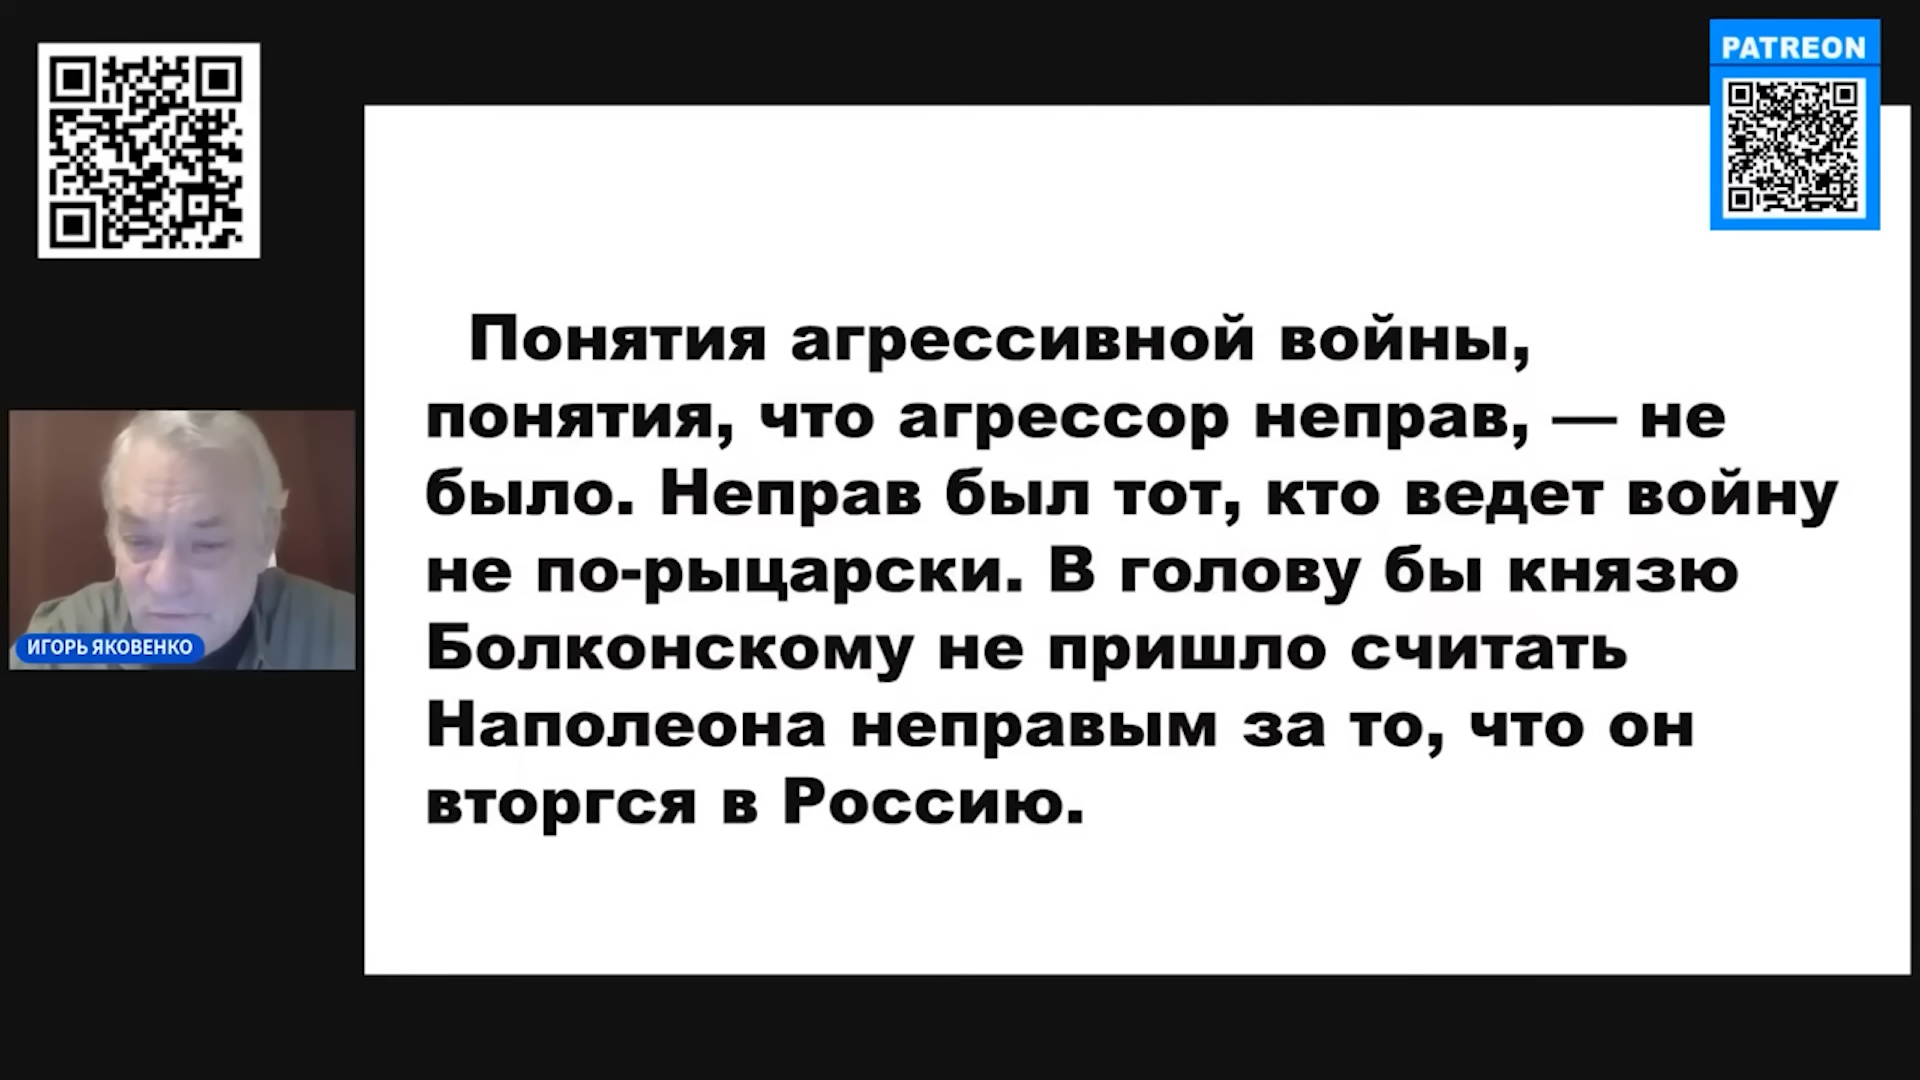 PATREON
Понятия агрессивной войны,
понятия, что агрессор неправ, — не
было. Неправ был тот, кто ведет войну
не по-рыцарски. В голову бы князю
Болконскому не пришло считать
Наполеона неправым за то, что он
вторгся в Россию.
ИГОРЬ ЯКОВЕНКО